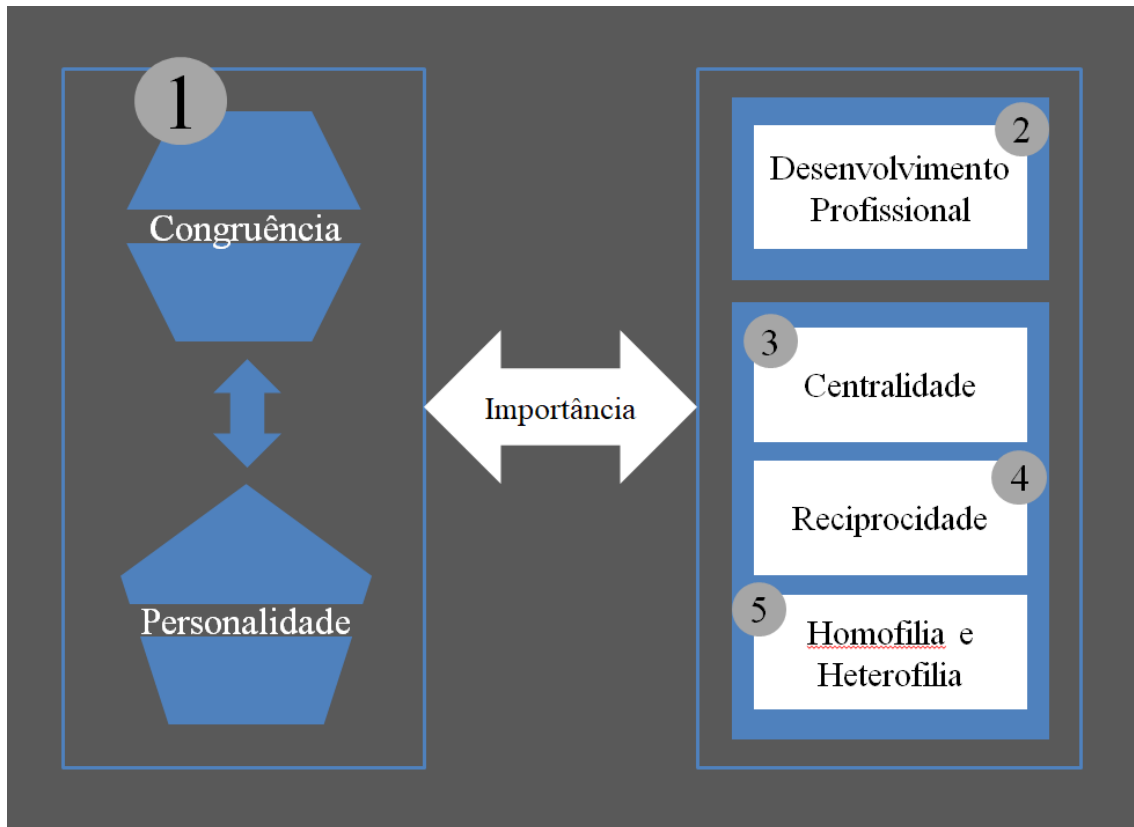 1
Congruência
Personalidade
Importância
2
Desenvolvimento
Profissional
3
Centralidade
4
Reciprocidade
5
Homofilia e
Heterofilia